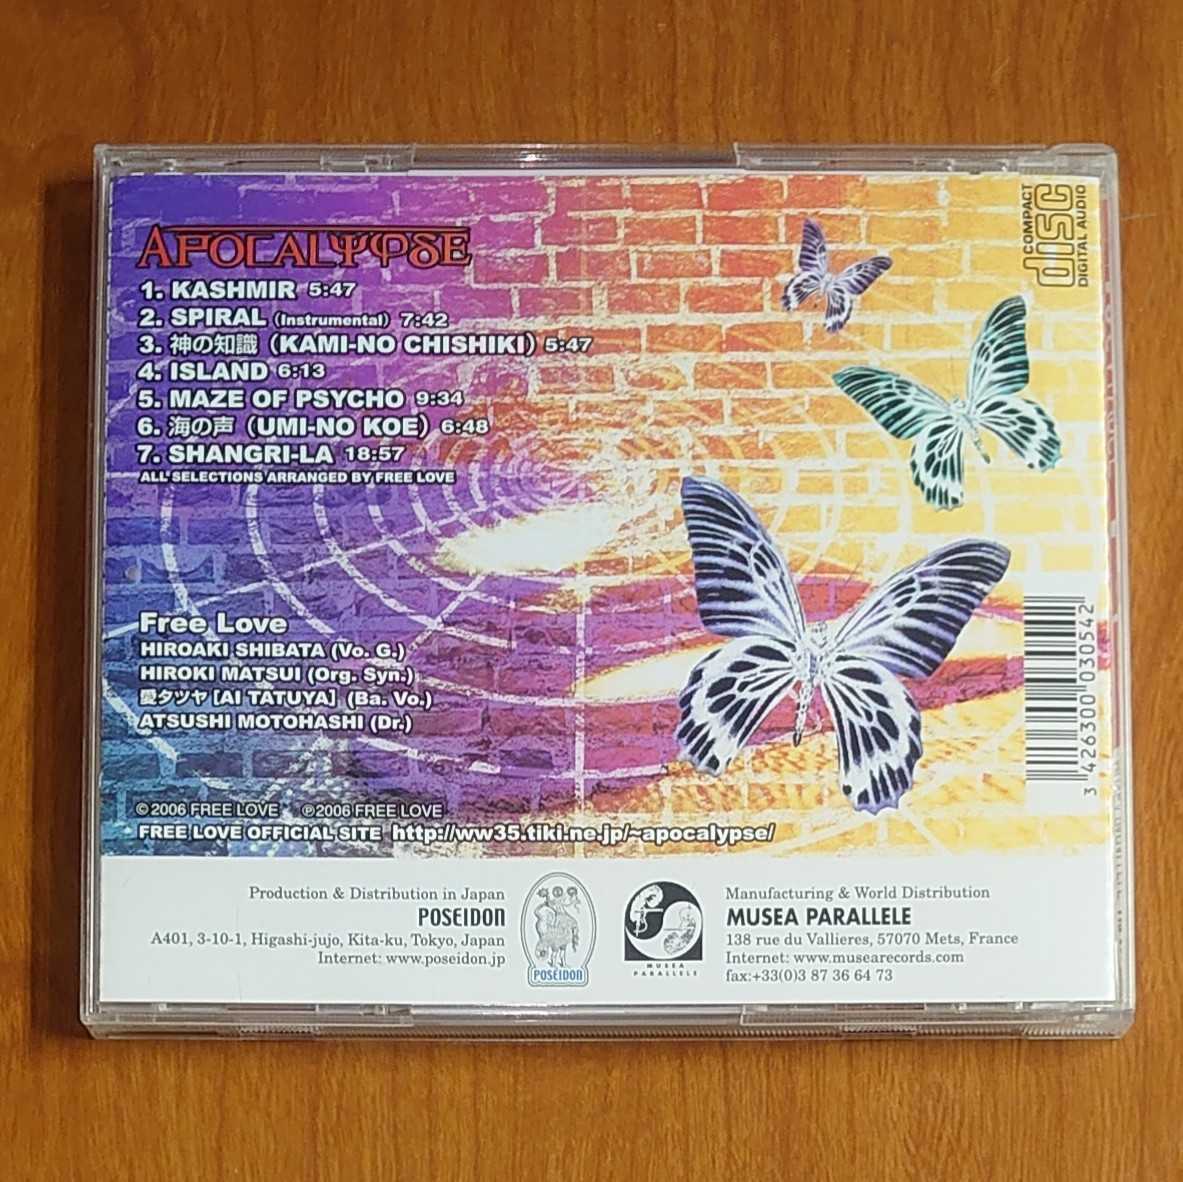 APOCALYPSE
COMPACT
disc
DIGITAL AUDIO
1. KASHMIR 5:47
2. SPIRAL (Instrumental) 7:42
3. 神の知識 (KAMI-NO CHISHIKI) 5:47
4. ISLAND 6:13
5. MAZE OF PSYCHO 9:34
6. 海の声 (UMI-NO KOE) 6:48
7. SHANGRI-LA 18:57
ALL SELECTIONS ARRANGED BY FREE LOVE
Free Love
HIROAKI SHIBATA (Vo. G.)
HIROKI MATSUI (Org. Syn.)
愛タツヤ [AI TATUYA] (Ba. Vo.)
ATSUSHI MOTOHASHI (Dr.)
3 426300 030542
©2006 FREE LOVE ℗2006 FREE LOVE
FREE LOVE OFFICIAL SITE http://ww35.tiki.ne.jp/~apocalypse/
Production & Distribution in Japan
POSEIDON
A401, 3-10-1, Higashi-jujo, Kita-ku, Tokyo, Japan
Internet: www.poseidon.jp
POSEIDON
MUSEA
PARALLELE
Manufacturing & World Distribution
MUSEA PARALLELE
138 rue du Vallieres, 57070 Mets, France
Internet: www.musearecords.com
fax:+33(0)3 87 36 64 73